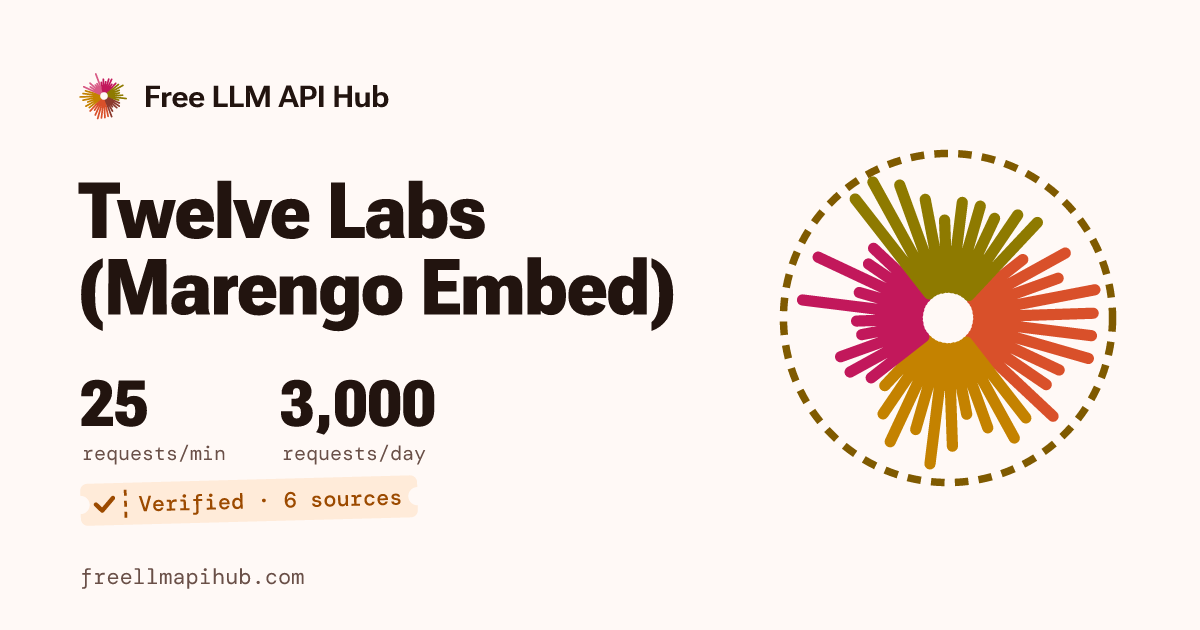 Free LLM API Hub
Twelve Labs
(Marengo Embed)
25 3,000
requests/min requests/day
Verified · 6 sources
freellmapihub.com